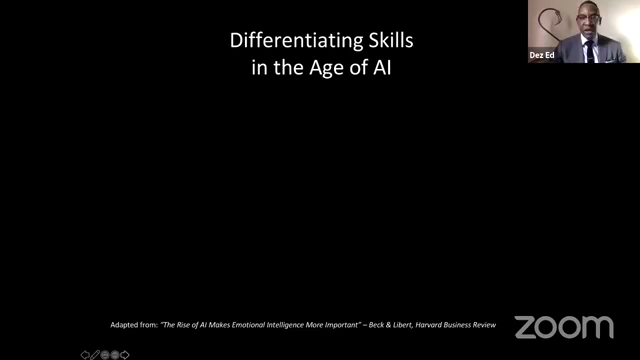 Differentiating Skills
in the Age of AI
Dez Ed
Adapted from: "The Rise of AI Makes Emotional Intelligence More Important" – Beck & Libert, Harvard Business Review
zoom